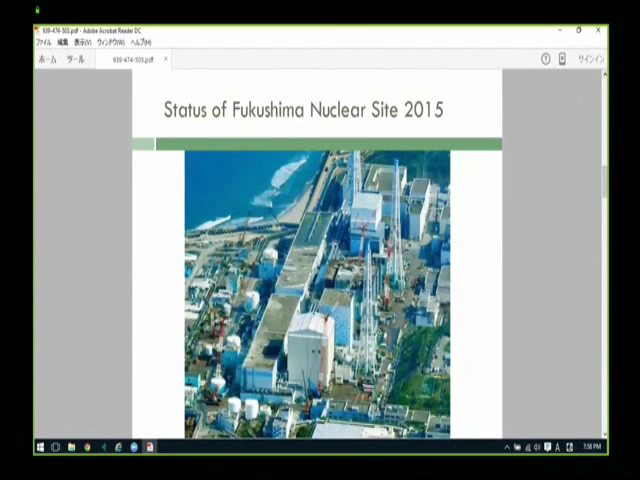 939-474-503.pdf - Adobe Acrobat Reader DC
ファイル 編集 表示(V) ウィンドウ(W) ヘルプ(H)
ホーム ツール 939-474-503.pdf × サインイン
Status of Fukushima Nuclear Site 2015
A 7:50 PM